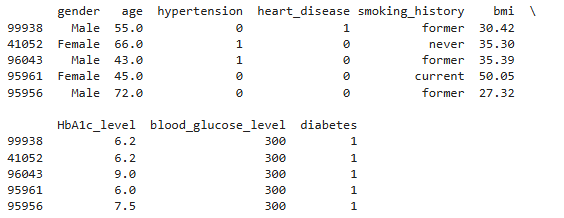 gender age hypertension heart_disease smoking_history bmi \
99938 Male 55.0 0 1 former 30.42
41052 Female 66.0 1 0 never 35.30
96043 Male 43.0 1 0 former 35.39
95961 Female 45.0 0 0 current 50.05
95956 Male 72.0 0 0 former 27.32
HbA1c_level blood_glucose_level diabetes
99938 6.2 300 1
41052 6.2 300 1
96043 9.0 300 1
95961 6.0 300 1
95956 7.5 300 1